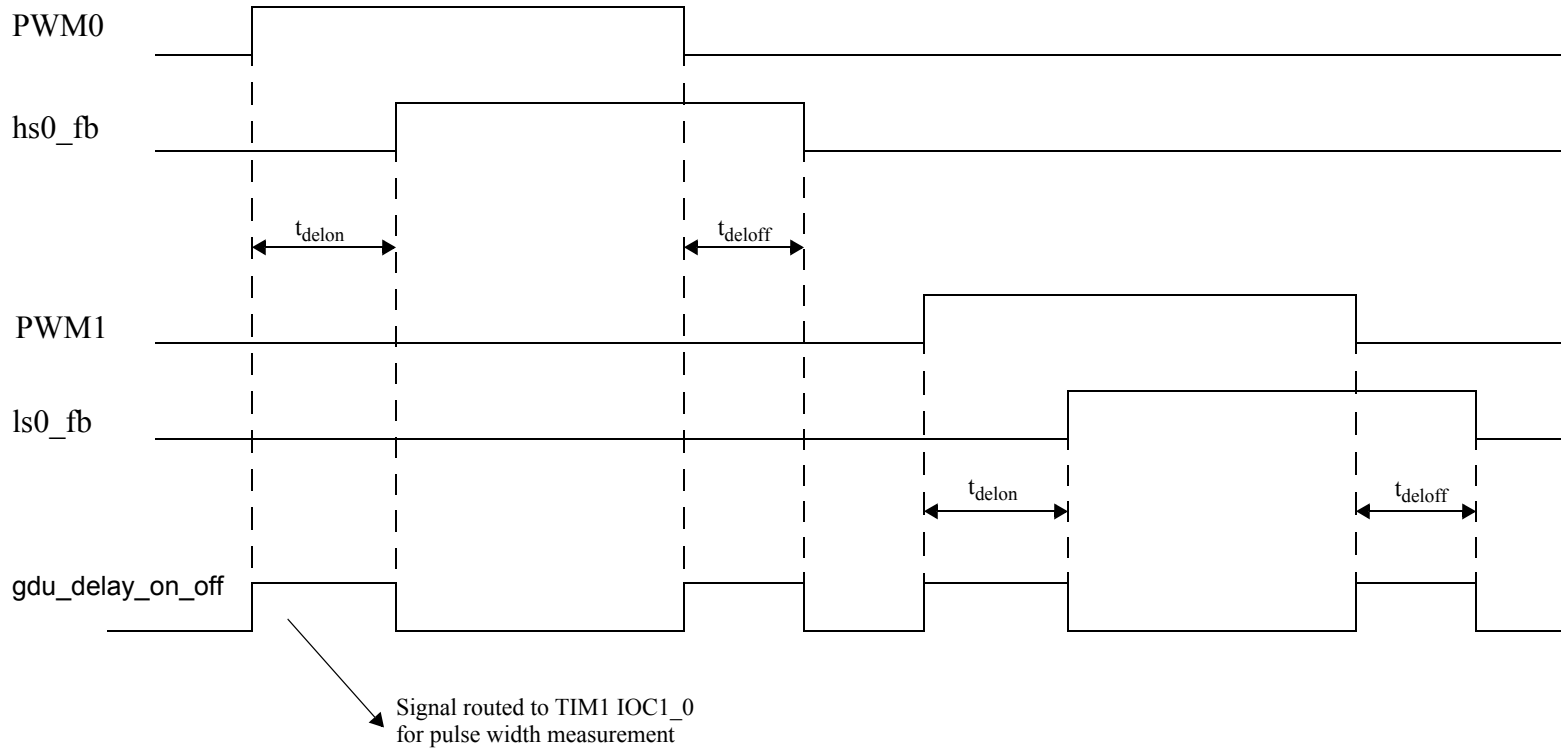 PWM0
hs0_fb
tdelon
tdeloff
PWM1
ls0_fb
tdelon
tdeloff
gdu_delay_on_off
Signal routed to TIM1 IOC1_0
for pulse width measurement